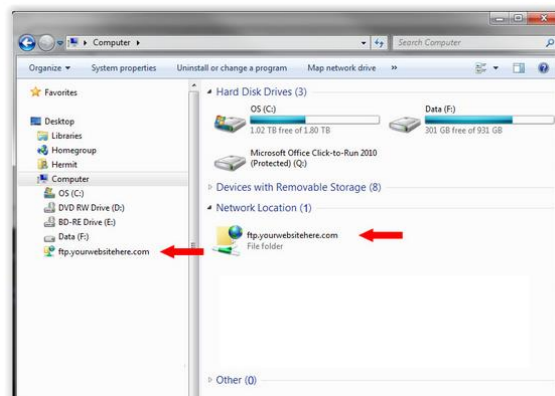 Computer
Search Computer
Organize
System properties
Uninstall or change a program
Map network drive
»
Favorites
Desktop
Libraries
Homegroup
Hermit
Computer
OS (C:)
DVD RW Drive (D:)
BD-RE Drive (E:)
Data (F:)
ftp.yourwebsitehere.com
Hard Disk Drives (3)
OS (C:)
1.02 TB free of 1.80 TB
Data (F:)
301 GB free of 931 GB
Microsoft Office Click-to-Run 2010
(Protected) (Q:)
Devices with Removable Storage (8)
Network Location (1)
ftp.yourwebsitehere.com
File folder
Other (0)